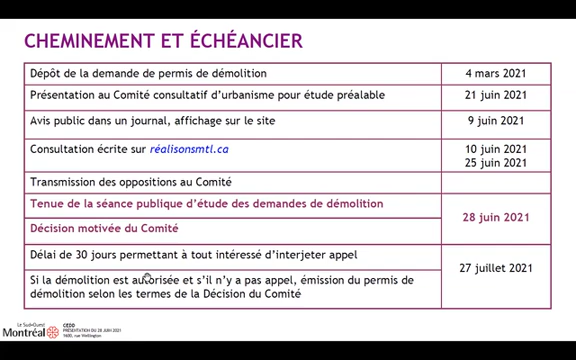 CHEMINEMENT ET ÉCHÉANCIER
Dépôt de la demande de permis de démolition 4 mars 2021
Présentation au Comité consultatif d'urbanisme pour étude préalable 21 juin 2021
Avis public dans un journal, affichage sur le site 9 juin 2021
Consultation écrite sur réalisonsmtl.ca 10 juin 2021
25 juin 2021
Transmission des oppositions au Comité
Tenue de la séance publique d'étude des demandes de démolition
28 juin 2021
Décision motivée du Comité
Délai de 30 jours permettant à tout intéressé d'interjeter appel
27 juillet 2021
Si la démolition est autorisée et s'il n'y a pas appel, émission du permis de
démolition selon les termes de la Décision du Comité
Le Sud-Ouest
Montréal
CEDD
PRÉSENTATION DU 28 JUIN 2021
1600, rue Wellington